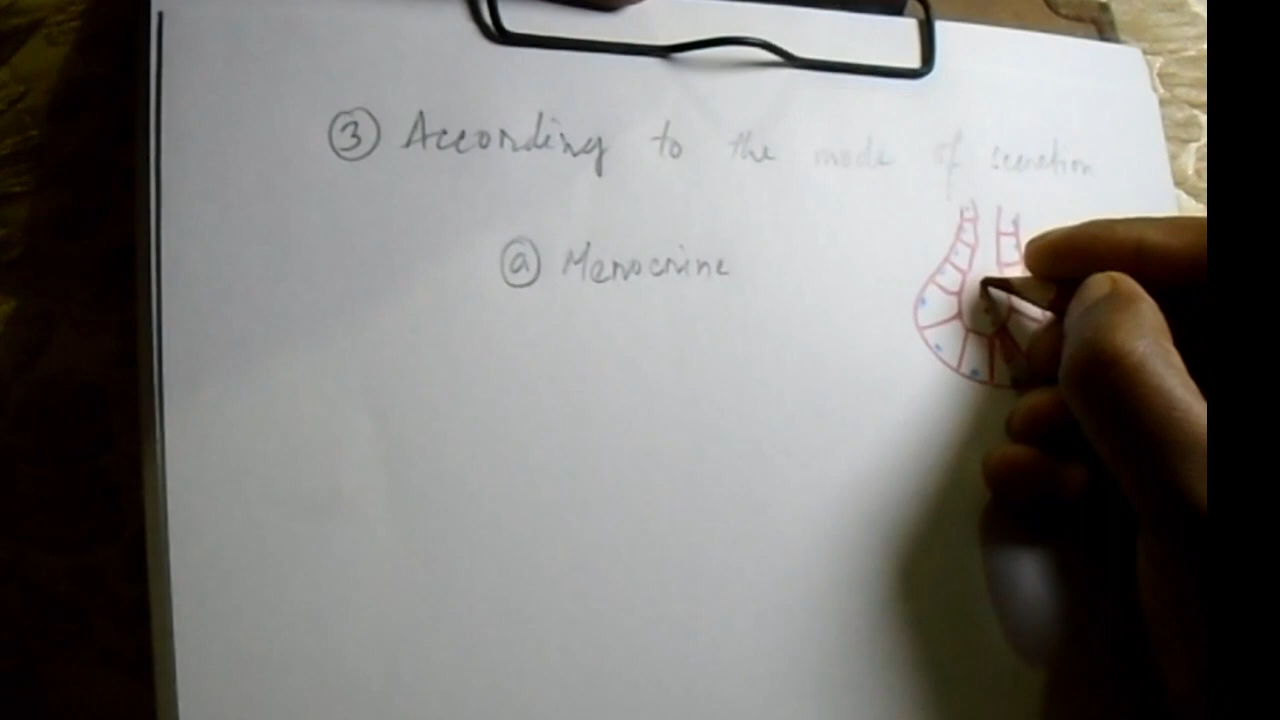 ③ According to the mode of secretion
ⓐ Merocrine